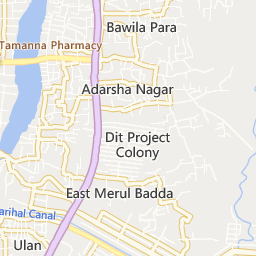 Bawila Para
Tamanna Pharmacy
Adarsha Nagar
Dit Project
Colony
East Merul Badda
arihal Canal
Ulan